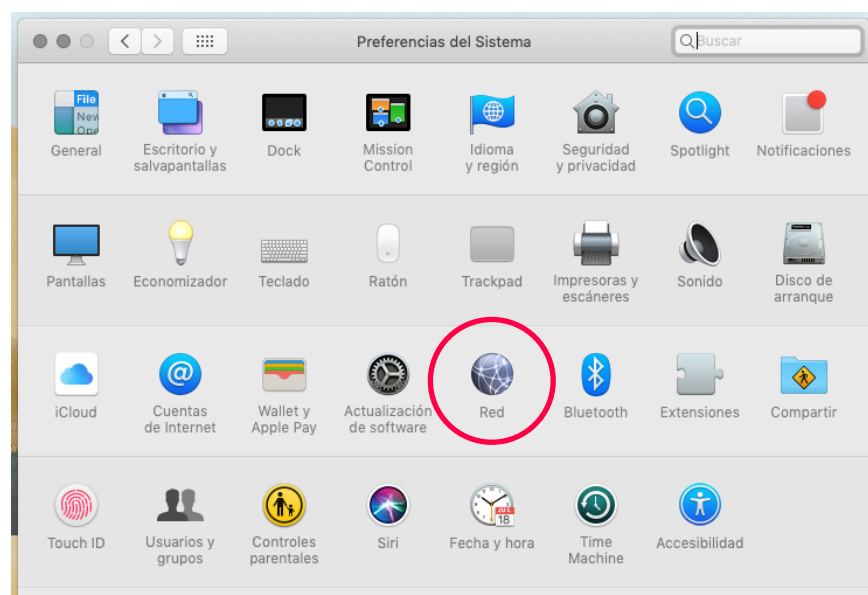 Preferencias del Sistema
Buscar
File
New
Ope
General
Escritorio y
salvapantallas
Dock
Mission
Control
Idioma
y región
Seguridad
y privacidad
Spotlight
Notificaciones
Pantallas
Economizador
Teclado
Ratón
Trackpad
Impresoras y
escáneres
Sonido
Disco de
arranque
iCloud
@
Cuentas
de Internet
Wallet y
Apple Pay
Actualización
de software
Red
Bluetooth
Extensiones
Compartir
Touch ID
Usuarios y
grupos
Controles
parentales
Siri
JUL
18
Fecha y hora
Time
Machine
Accesibilidad